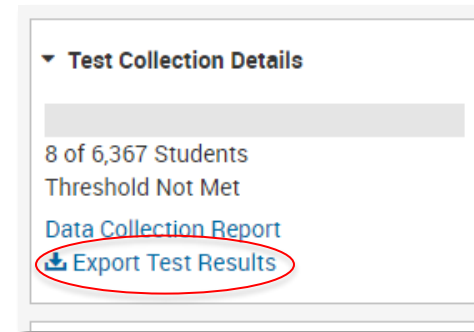 Test Collection Details
8 of 6,367 Students
Threshold Not Met
Data Collection Report
Export Test Results